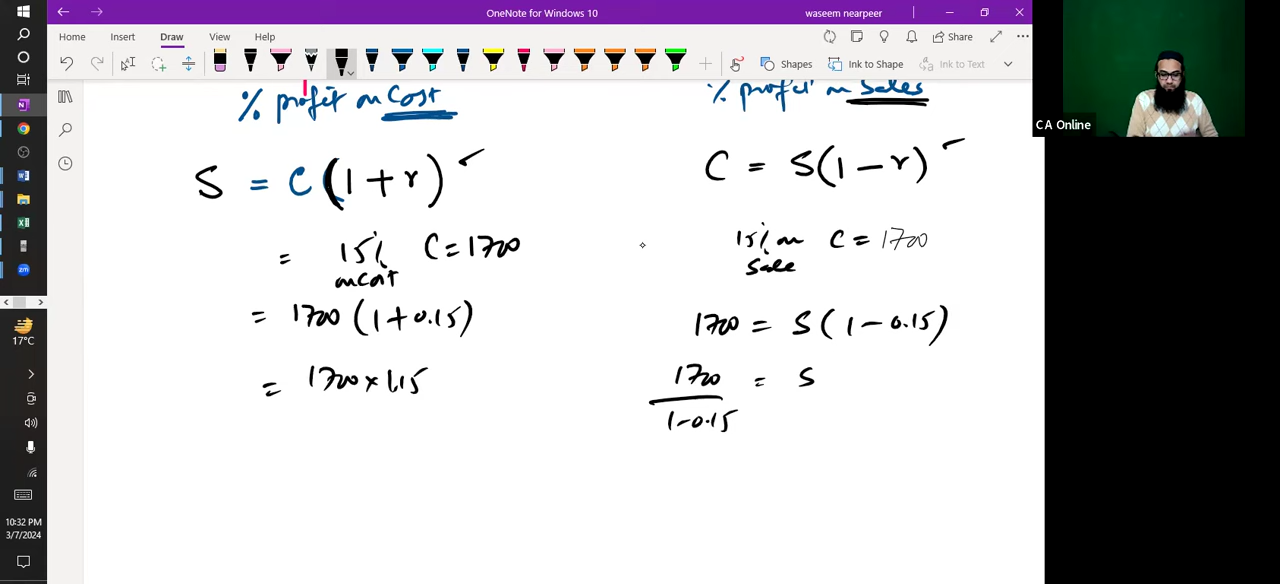 OneNote for Windows 10
waseem nearpeer
Home Insert Draw View Help
Share
Shapes
Ink to Shape
Ink to Text
% profit on Cost
S = C(1+r)
= 15% on Cost C = 1700
= 1700 (1+0.15)
= 1700 × 1.15
% profit on Sales
C = S(1-r)
15% on Sale C = 1700
1700 = S(1-0.15)
1700
1-0.15
= S
C A Online
17°C
10:32 PM
3/7/2024